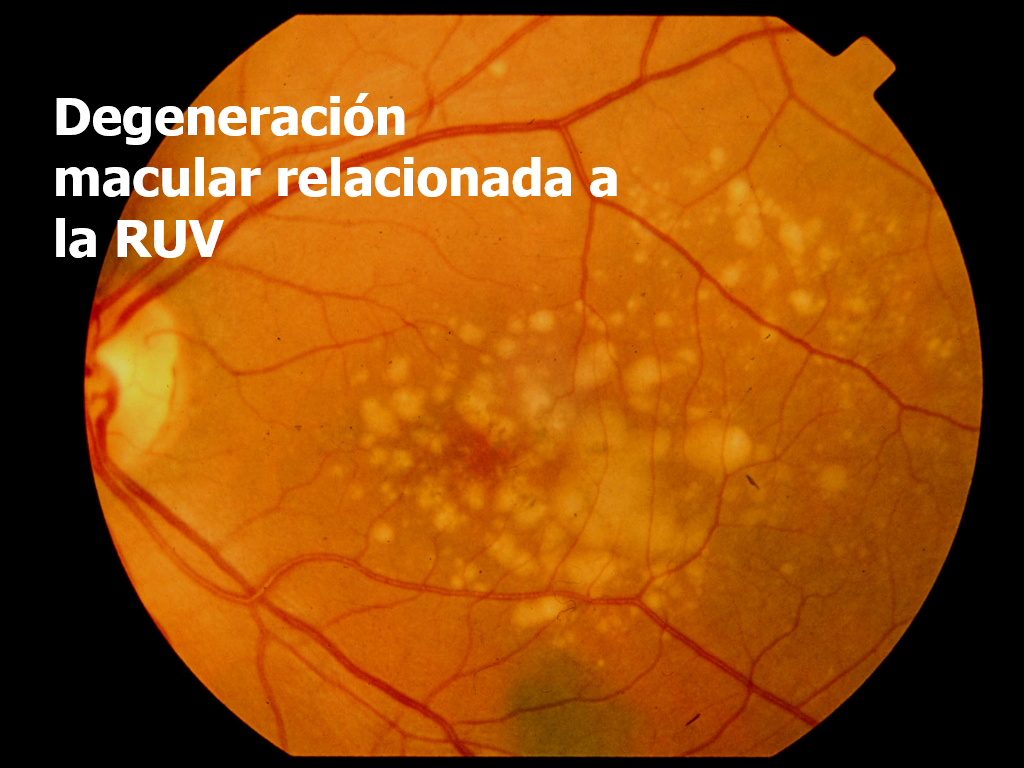 Degeneración
macular relacionada a
la RUV